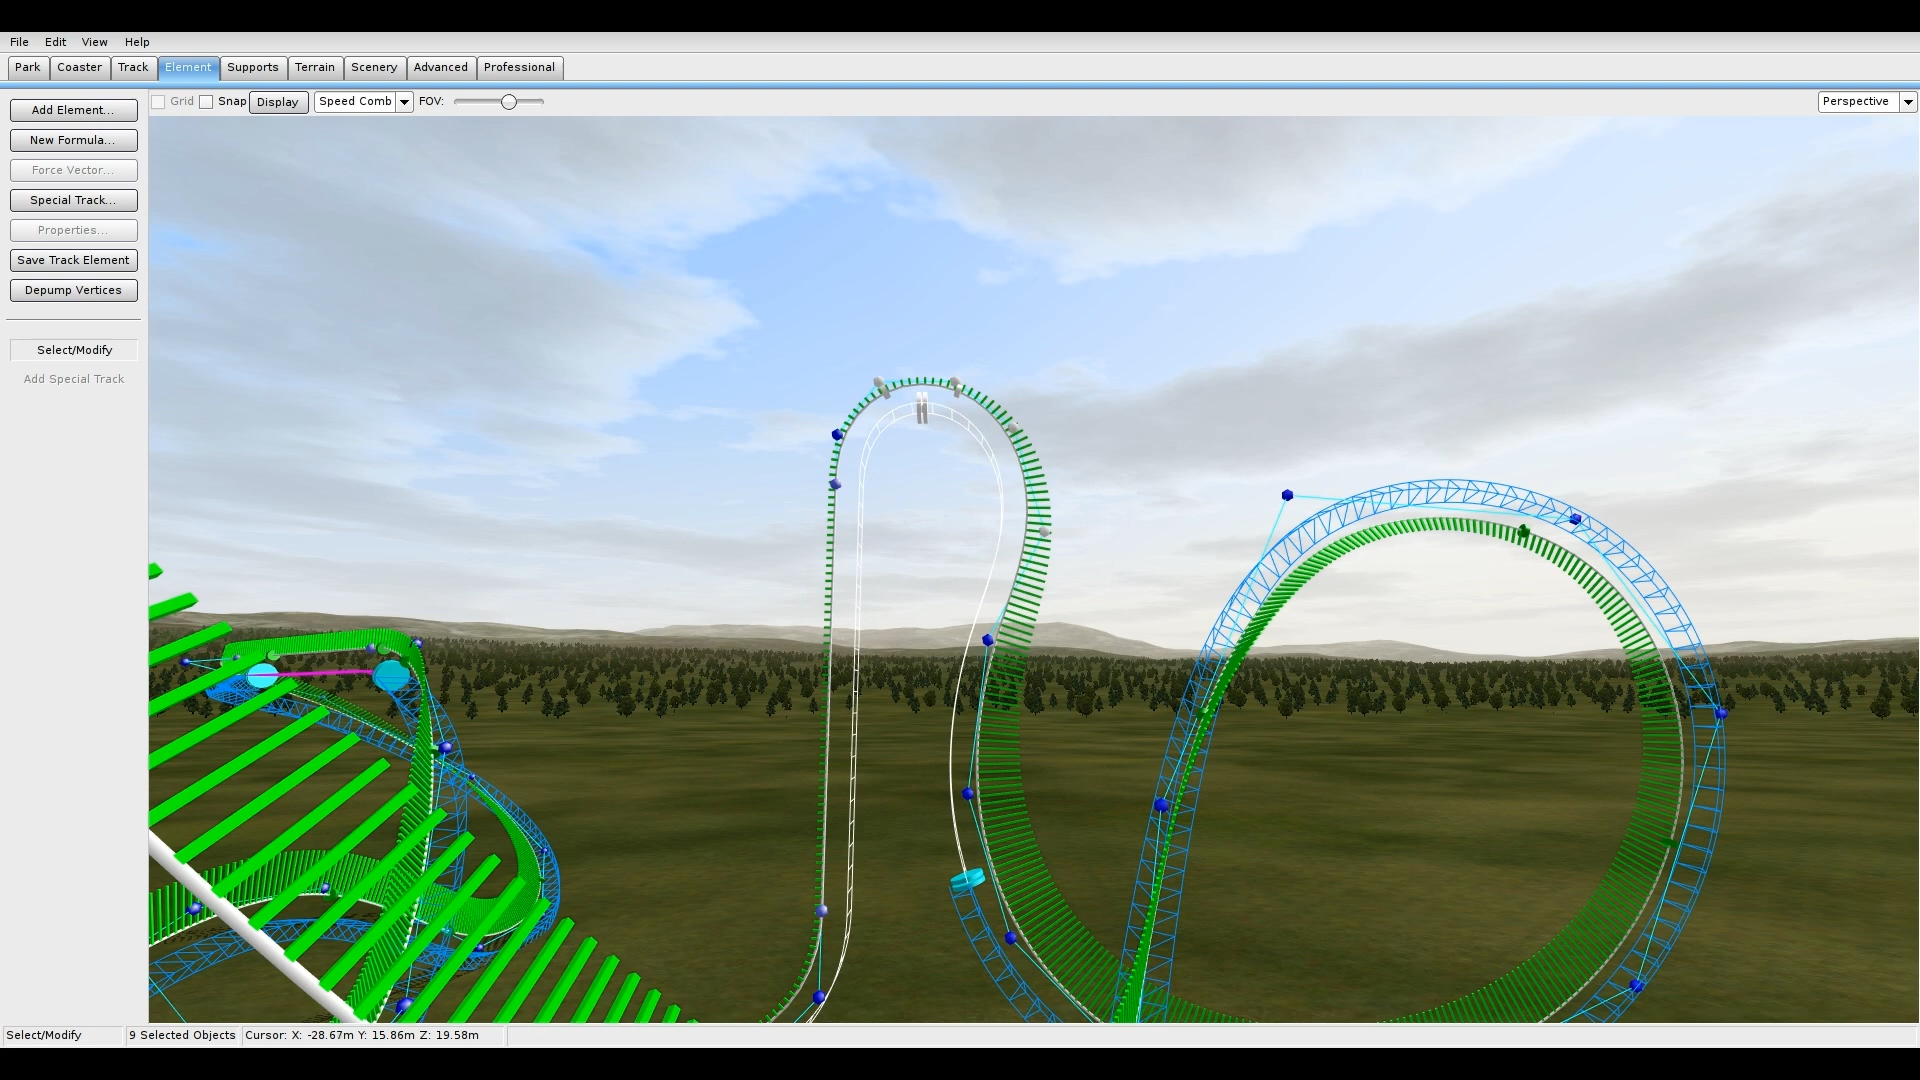 File Edit View Help
Park Coaster Track Element Supports Terrain Scenery Advanced Professional
Grid Snap Display Speed Comb FOV: Perspective
Add Element...
New Formula...
Force Vector...
Special Track...
Properties...
Save Track Element
Depump Vertices
Select/Modify
Add Special Track
Select/Modify 9 Selected Objects Cursor: X: -28.67m Y: 15.86m Z: 19.58m